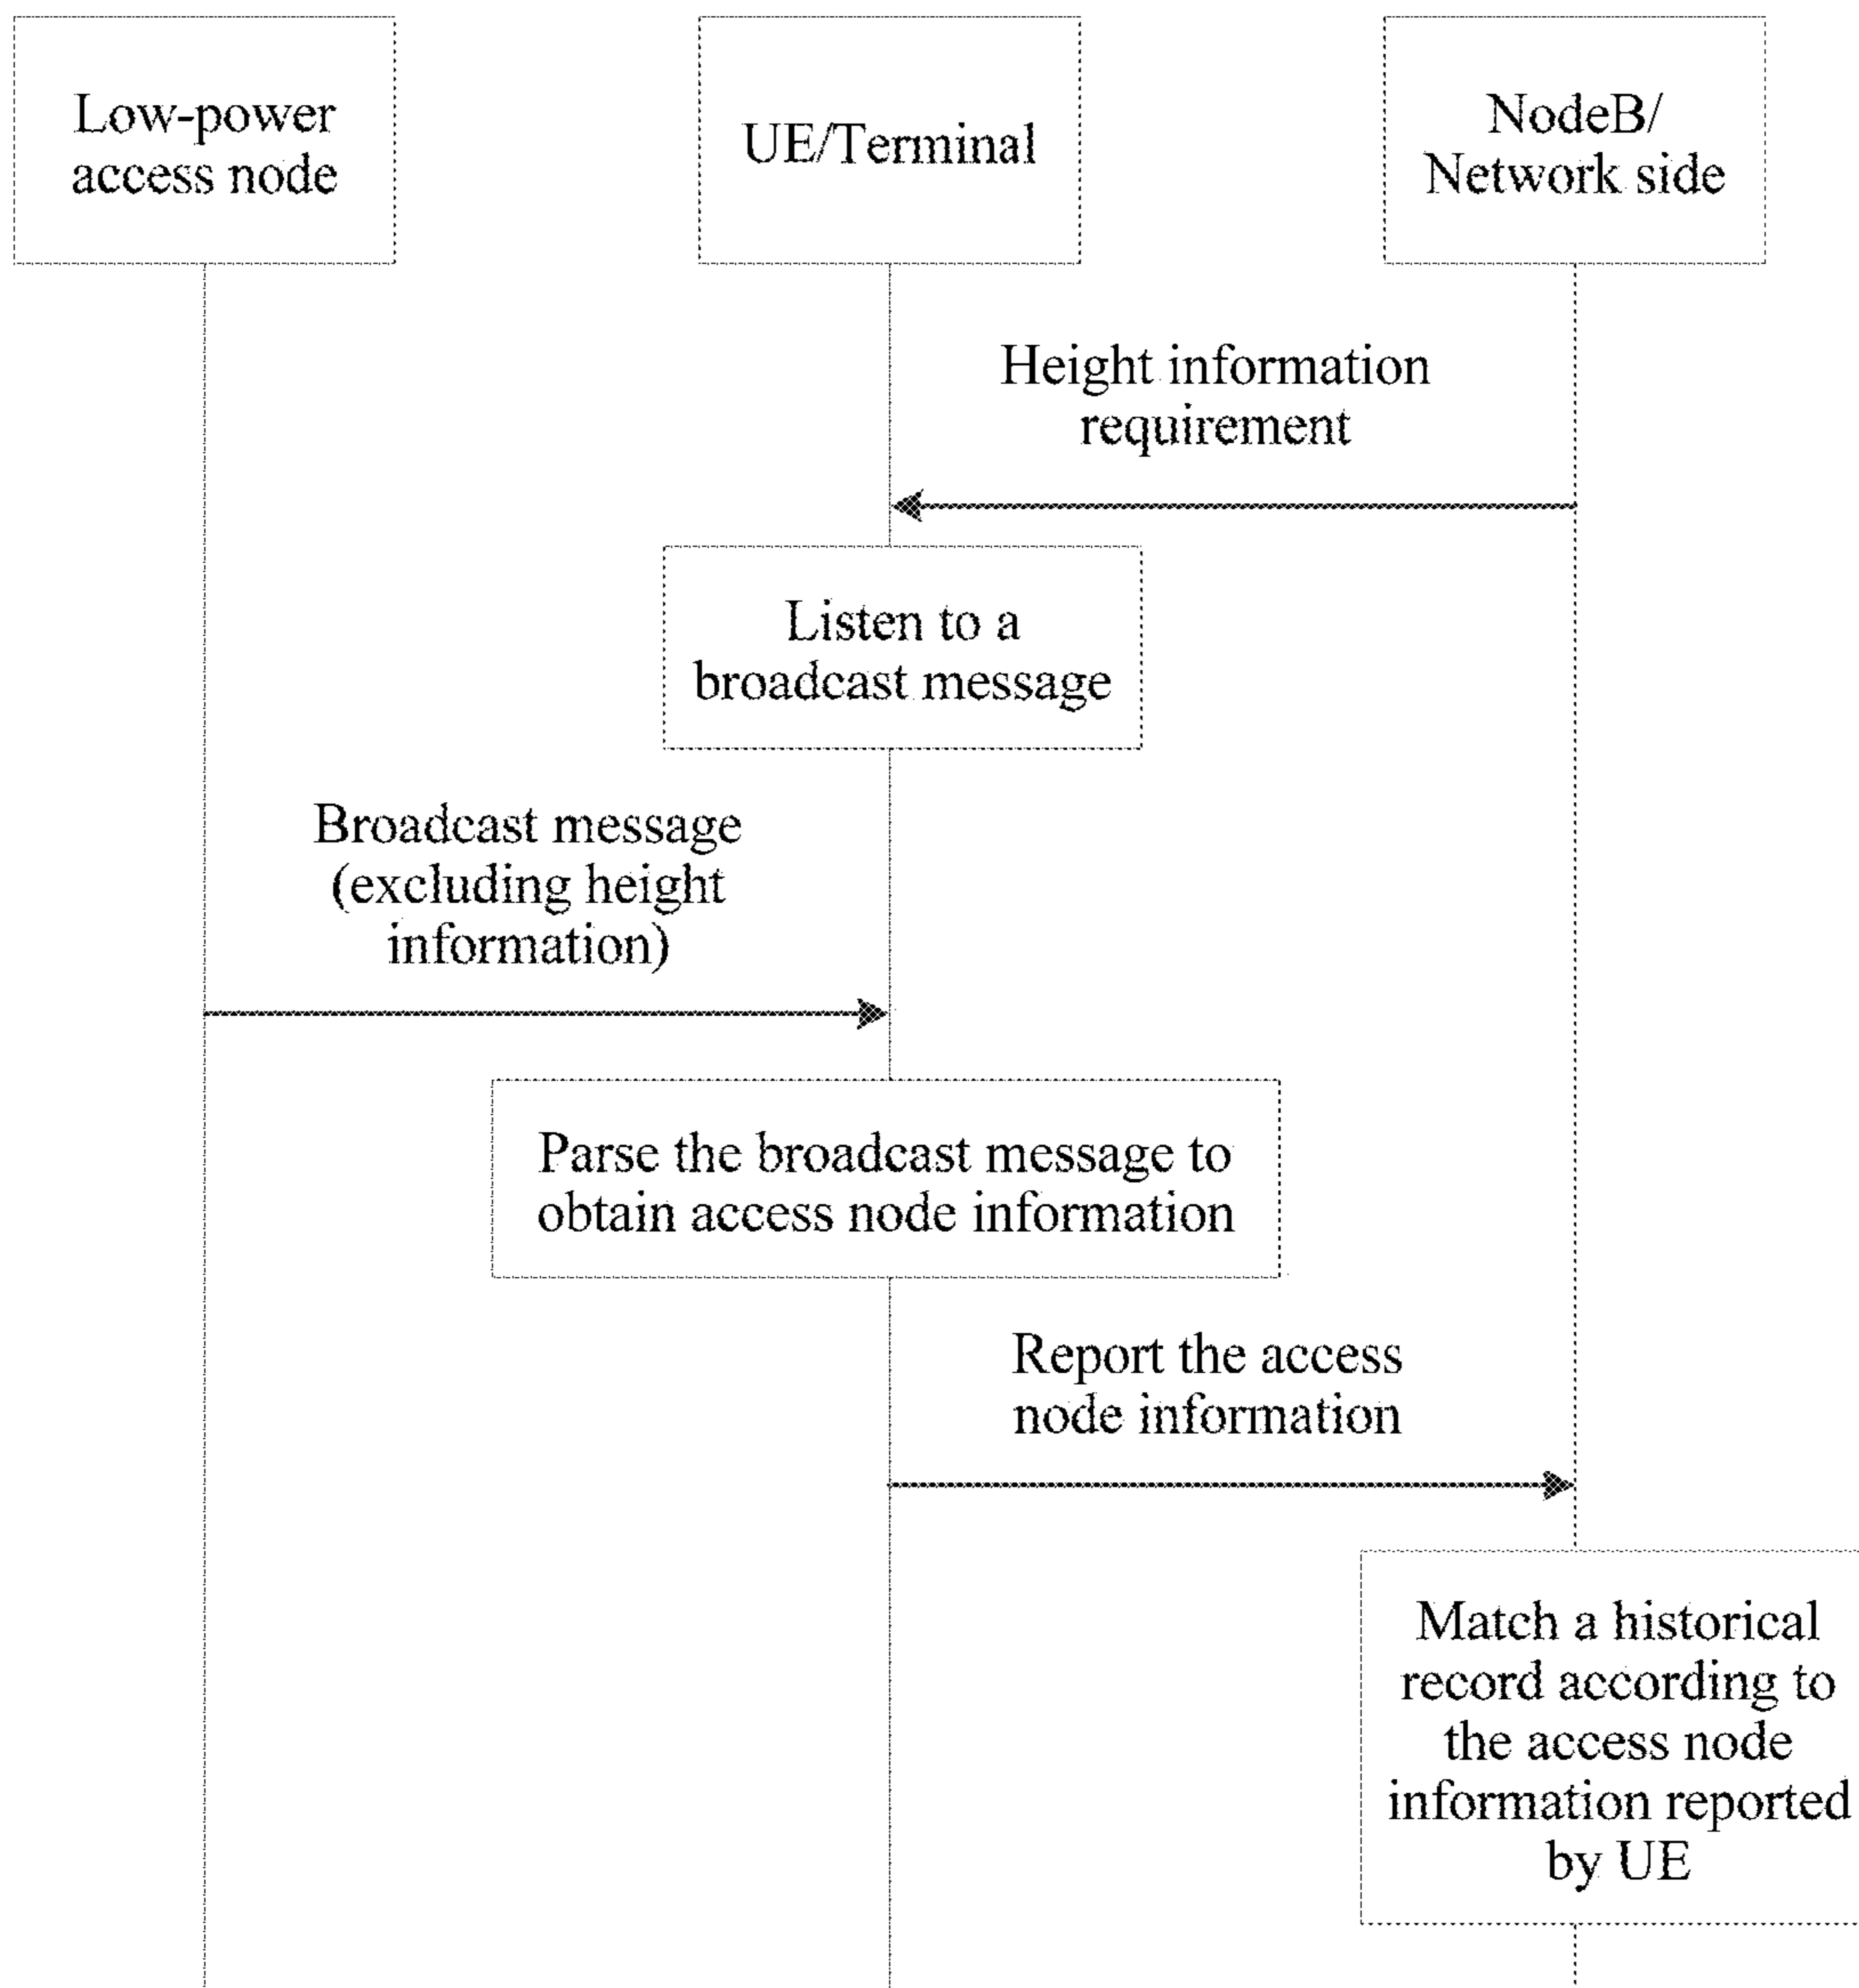 Low-power
access node
UE/Terminal
NodeB/
Network side
Height information
requirement
Listen to a
broadcast message
Broadcast message
(excluding height
information)
Parse the broadcast message to
obtain access node information
Report the access
node information
Match a historical
record according to
the access node
information reported
by UE